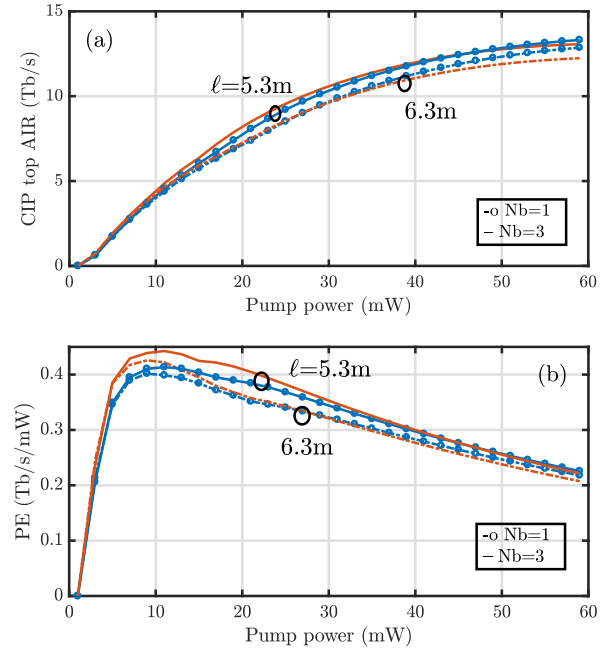 15
(a)
CIP top AIR (Tb/s)
10
ℓ=5.3m
6.3m
5
-o Nb=1
– Nb=3
0
0 10 20 30 40 50 60
Pump power (mW)
(b)
PE (Tb/s/mW)
0.4
ℓ=5.3m
0.3
6.3m
0.2
0.1
-o Nb=1
– Nb=3
0
0 10 20 30 40 50 60
Pump power (mW)